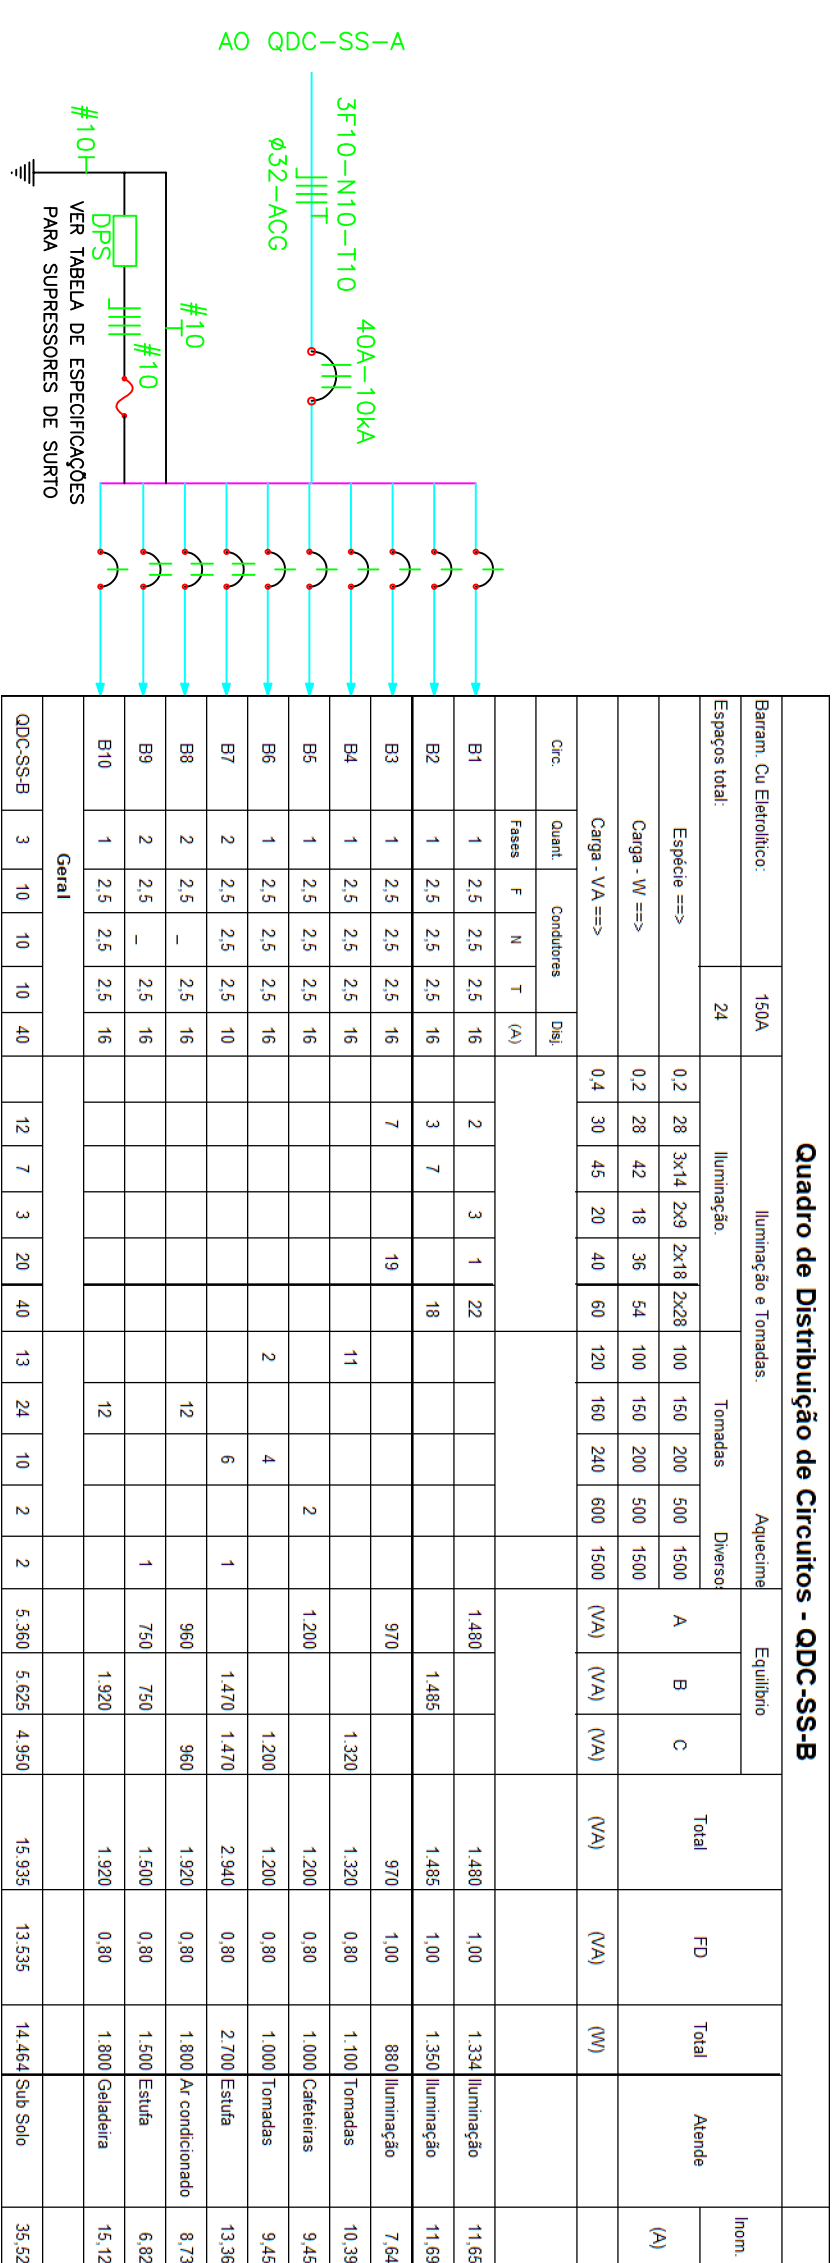 AO QDC-SS-A
3F10-N10-T10
ø32-ACG
40A-10kA
#10
#10
#10
DPS
VER TABELA DE ESPECIFICAÇÕES
PARA SUPRESSORES DE SURTO
Quadro de Distribuição de Circuitos - QDC-SS-B
Barram. Cu Eletrolítico: 150A Iluminação e Tomadas. Aquecime Equilíbrio Total FD Total Atende Inom.
Espaços total: 24 Iluminação. Tomadas Diversos
Espécie ==> 0,2 28 3x14 2x9 2x18 2x28 100 150 200 500 1500 A B C
Carga - W ==> 0,2 28 42 18 36 54 100 150 200 500 1500 (A)
Carga - VA ==> 0,4 30 45 20 40 60 120 160 240 600 1500 (VA) (VA) (VA) (VA) (VA) (W)
Circ. Quant. Condutores Disj.
Fases F N T (A)
B1 1 2,5 2,5 2,5 16 2 3 1 22 1.480 1.480 1,00 1.334 Iluminação 11,65
B2 1 2,5 2,5 2,5 16 3 7 18 1.485 1.485 1,00 1.350 Iluminação 11,69
B3 1 2,5 2,5 2,5 16 7 19 970 970 1,00 880 Iluminação 7,64
B4 1 2,5 2,5 2,5 16 11 1.320 1.320 0,80 1.100 Tomadas 10,39
B5 1 2,5 2,5 2,5 16 2 1.200 1.200 0,80 1.000 Cafeteiras 9,45
B6 1 2,5 2,5 2,5 16 2 4 1.200 1.200 0,80 1.000 Tomadas 9,45
B7 2 2,5 2,5 2,5 10 6 1 1.470 1.470 2.940 0,80 2.700 Estufa 13,36
B8 2 2,5 – 2,5 16 12 960 960 1.920 0,80 1.800 Ar condicionado 8,73
B9 2 2,5 – 2,5 16 1 750 750 1.500 0,80 1.500 Estufa 6,82
B10 1 2,5 2,5 2,5 16 12 1.920 1.920 0,80 1.800 Geladeira 15,12
Geral
QDC-SS-B 3 10 10 10 40 12 7 3 20 40 13 24 10 2 2 5.360 5.625 4.950 15.935 13.535 14.464 Sub Solo 35,52